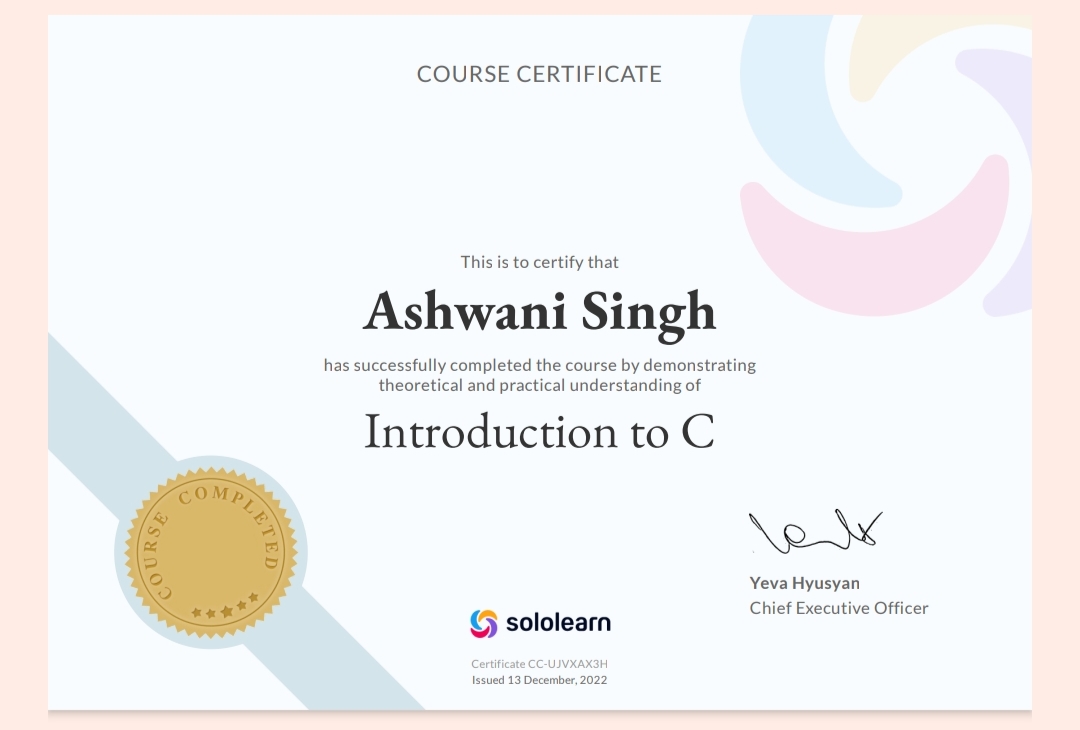 COURSE CERTIFICATE
This is to certify that
Ashwani Singh
has successfully completed the course by demonstrating
theoretical and practical understanding of
Introduction to C
COURSE COMPLETED
Yeva Hyusyan
Chief Executive Officer
sololearn
Certificate CC-UJVXAX3H
Issued 13 December, 2022